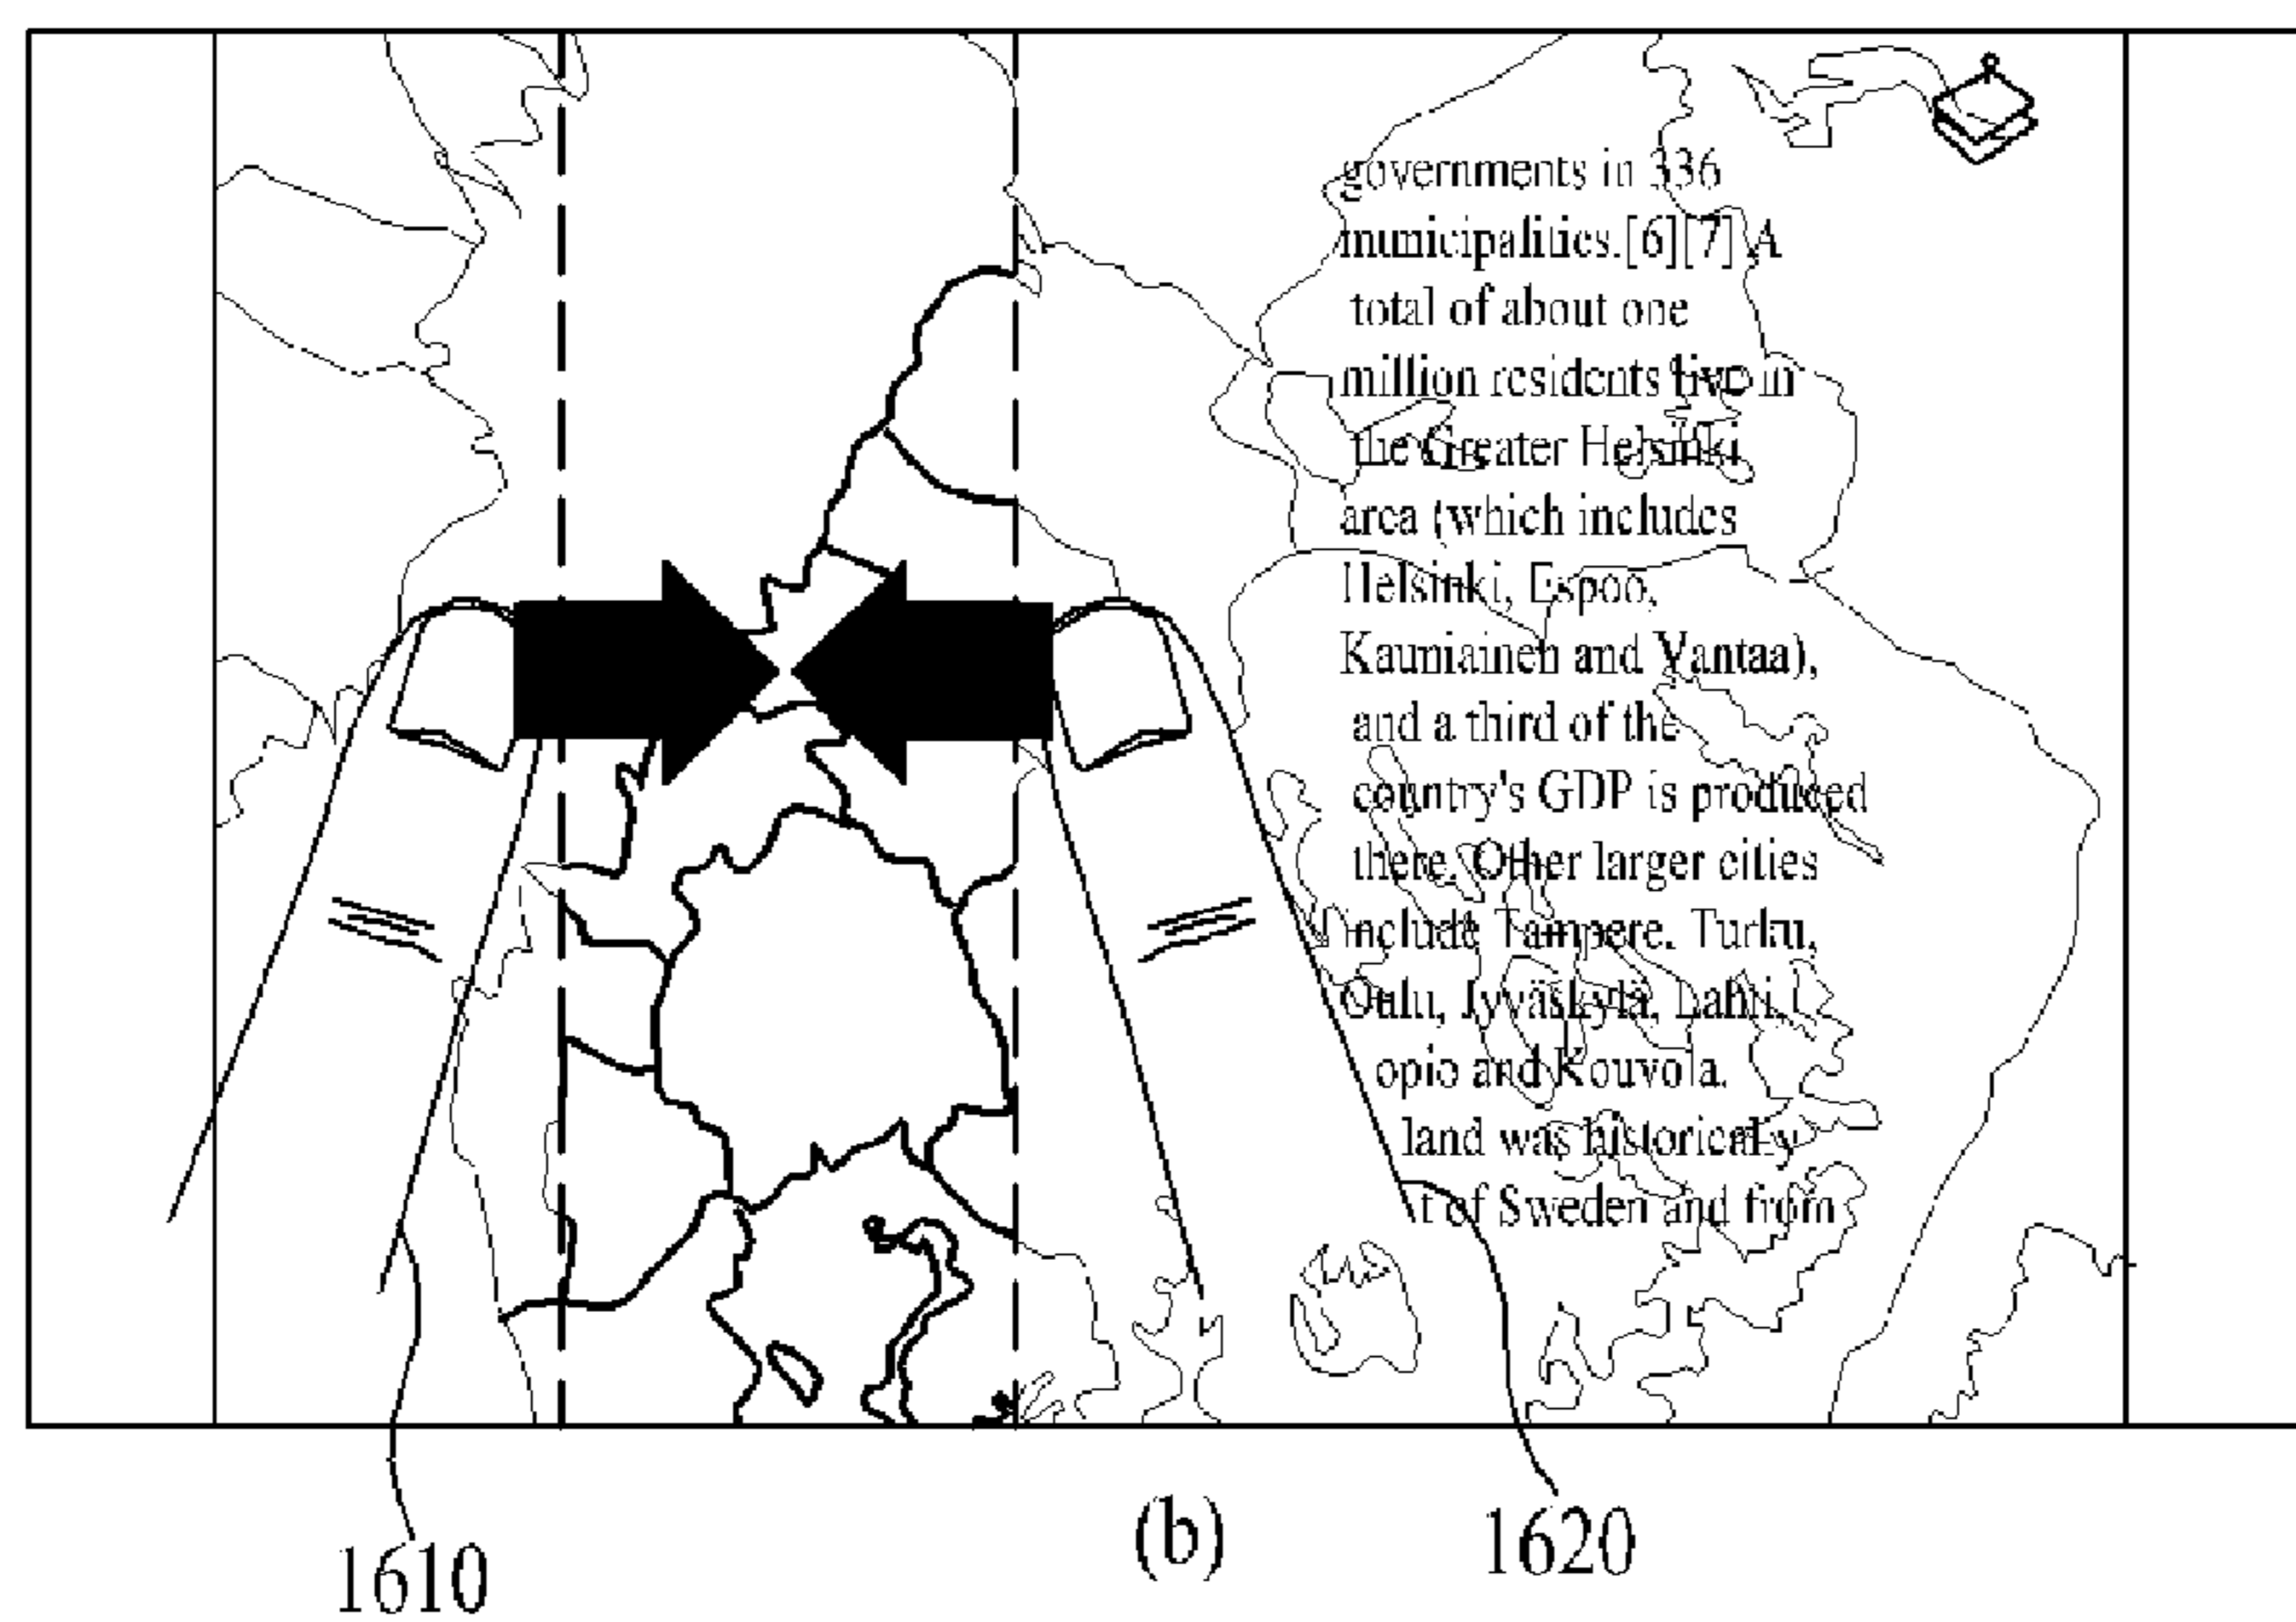 governments in 336
municipalities.[6][7] A
total of about one
million residents live in
the Greater Helsinki
area (which includes
Helsinki, Espoo,
Kauniainen and Vantaa),
and a third of the
country's GDP is produced
there. Other larger cities
include Tampere, Turku,
Oulu, Jyväskylä, Lahti,
opio and Kouvola.
land was historically
t of Sweden and from
(b)
1610
1620